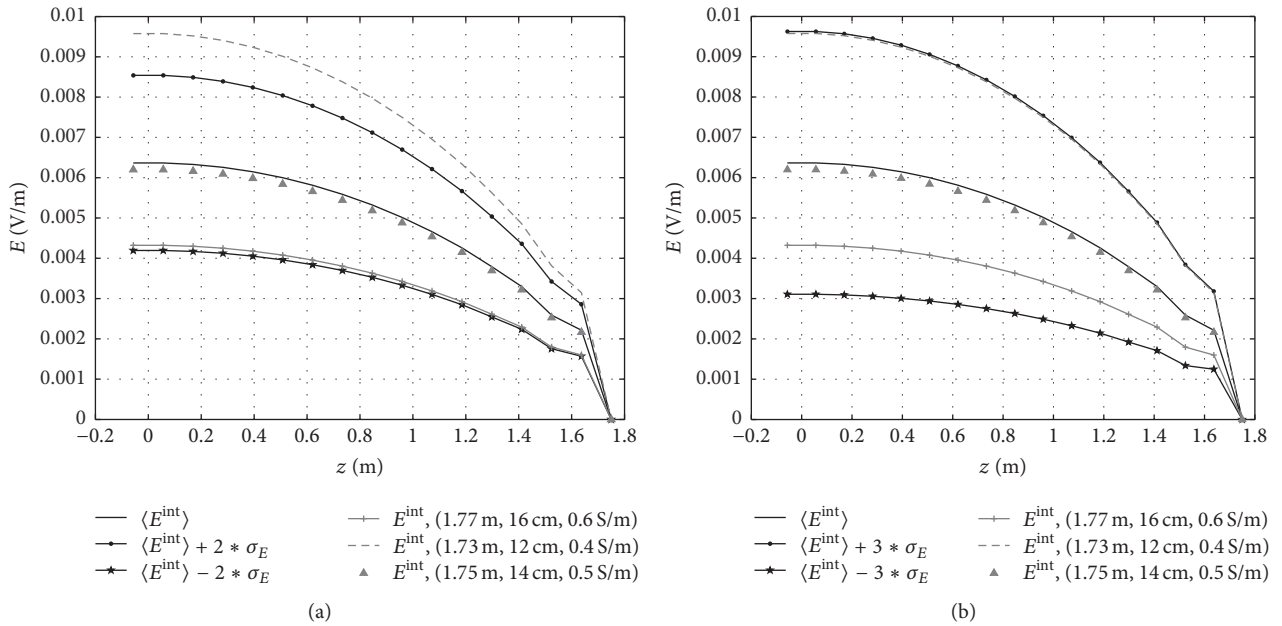 0.01
0.009
0.008
0.007
0.006
0.005
0.004
0.003
0.002
0.001
0
E (V/m)
−0.2 0 0.2 0.4 0.6 0.8 1 1.2 1.4 1.6 1.8
z (m)
⟨E^int⟩
⟨E^int⟩ + 2 ∗ σ_E
⟨E^int⟩ − 2 ∗ σ_E
E^int, (1.77 m, 16 cm, 0.6 S/m)
E^int, (1.73 m, 12 cm, 0.4 S/m)
E^int, (1.75 m, 14 cm, 0.5 S/m)
(a)
0.01
0.009
0.008
0.007
0.006
0.005
0.004
0.003
0.002
0.001
0
E (V/m)
−0.2 0 0.2 0.4 0.6 0.8 1 1.2 1.4 1.6 1.8
z (m)
⟨E^int⟩
⟨E^int⟩ + 3 ∗ σ_E
⟨E^int⟩ − 3 ∗ σ_E
E^int, (1.77 m, 16 cm, 0.6 S/m)
E^int, (1.73 m, 12 cm, 0.4 S/m)
E^int, (1.75 m, 14 cm, 0.5 S/m)
(b)